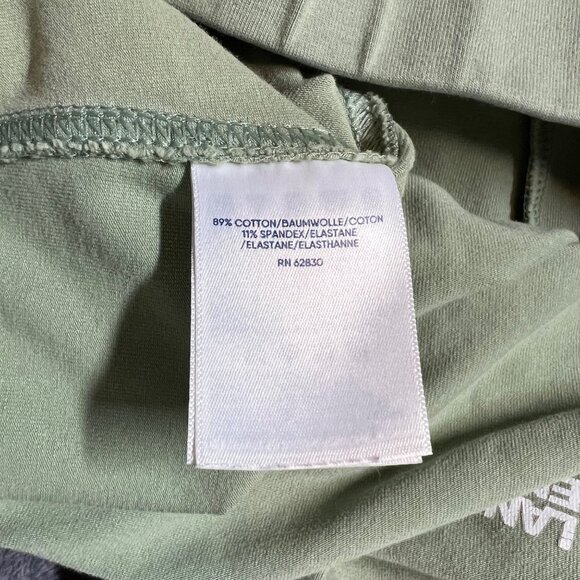 89% COTTON/BAUMWOLLE/COTON
11% SPANDEX/ELASTANE
/ELASTANE/ELASTHANNE
RN 62830